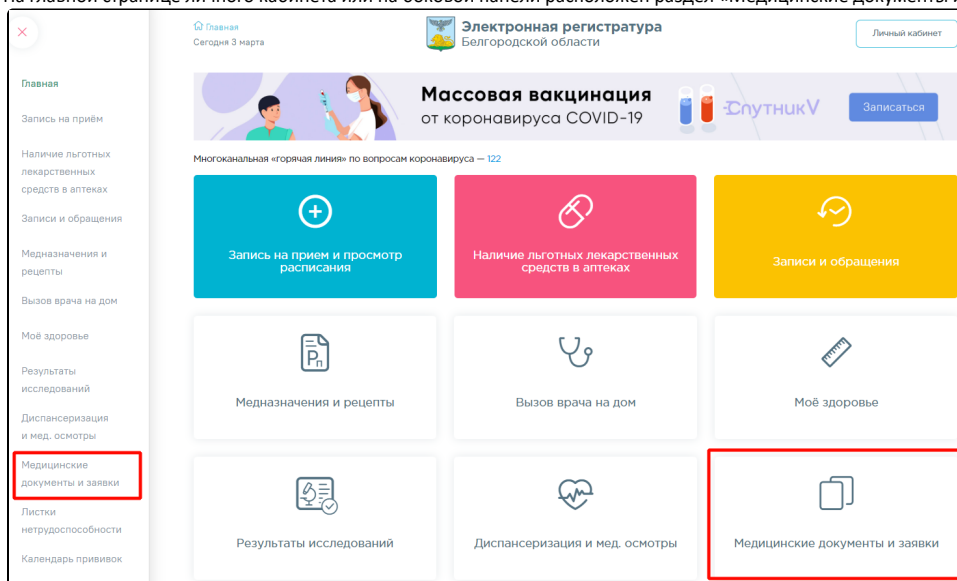 На главной странице личного кабинета или на боковой панели расположен раздел «Медицинские документы и
Главная
Сегодня 3 марта
Электронная регистратура
Белгородской области
Личный кабинет
Главная
Запись на приём
Наличие льготных
лекарственных
средств в аптеках
Записи и обращения
Медназначения и
рецепты
Вызов врача на дом
Моё здоровье
Результаты
исследований
Диспансеризация
и мед. осмотры
Медицинские
документы и заявки
Листки
нетрудоспособности
Календарь прививок
Массовая вакцинация
от коронавируса COVID-19
СпутникV
Записаться
Многоканальная «горячая линия» по вопросам коронавируса — 122
Запись на прием и просмотр
расписания
Наличие льготных лекарственных
средств в аптеках
Записи и обращения
Рп
Медназначения и рецепты
Вызов врача на дом
Моё здоровье
Результаты исследований
Диспансеризация и мед. осмотры
Медицинские документы и заявки